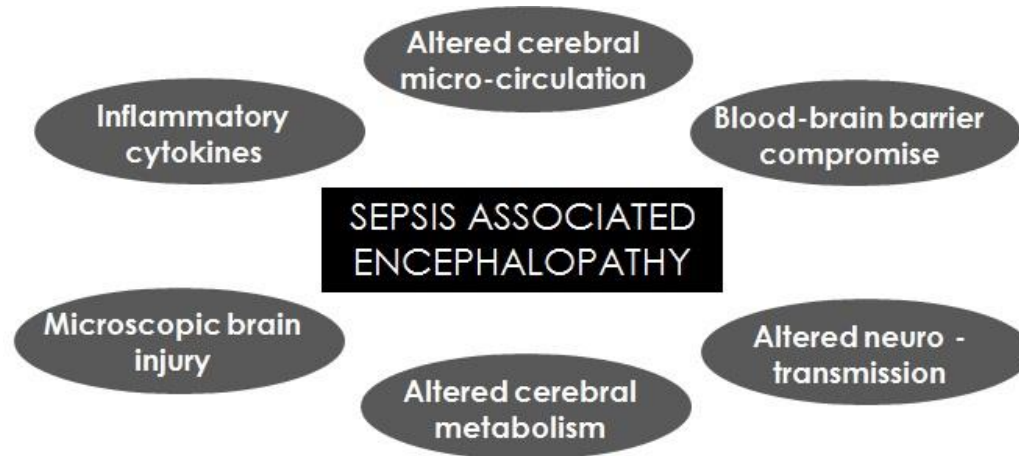 Altered cerebral
micro-circulation
Inflammatory
cytokines
Blood-brain barrier
compromise
SEPSIS ASSOCIATED
ENCEPHALOPATHY
Microscopic brain
injury
Altered neuro -
transmission
Altered cerebral
metabolism